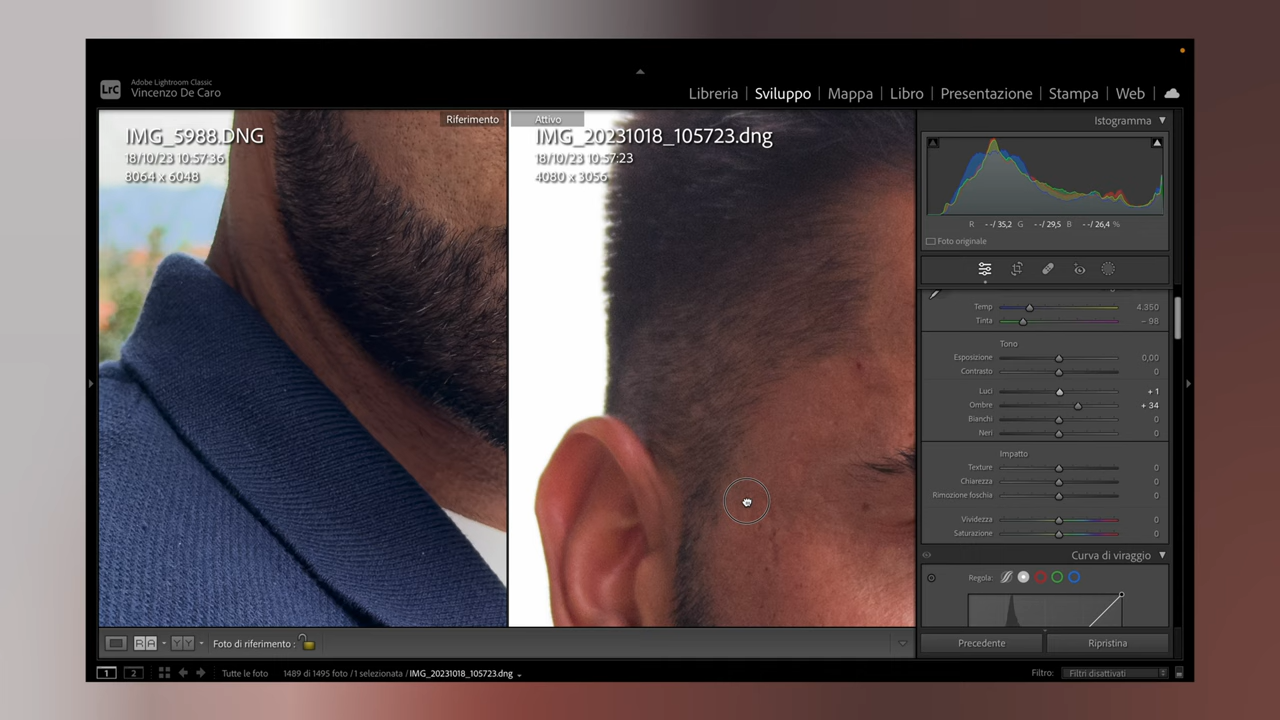 LrC
Adobe Lightroom Classic
Vincenzo De Caro
Libreria | Sviluppo | Mappa | Libro | Presentazione | Stampa | Web
Riferimento
IMG_5988.DNG
18/10/23 10:57:36
8064 x 6048
Attivo
IMG_20231018_105723.dng
18/10/23 10:57:23
4080 x 3056
Istogramma
R --/ 35,2 G --/ 29,5 B --/ 26,4 %
Foto originale
Temp 4.350
Tinta – 98
Tono
Esposizione 0,00
Contrasto 0
Luci + 1
Ombre + 34
Bianchi 0
Neri 0
Impatto
Texture 0
Chiarezza 0
Rimozione foschia 0
Vividezza 0
Saturazione 0
Curva di viraggio
Regola:
Precedente
Ripristina
R A
Y Y
Foto di riferimento :
1 2
Tutte le foto
1489 di 1495 foto / 1 selezionata / IMG_20231018_105723.dng
Filtro: Filtri disattivati